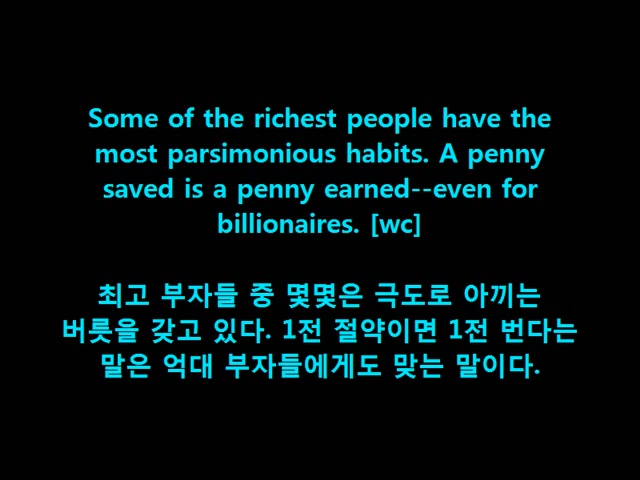 Some of the richest people have the
most parsimonious habits. A penny
saved is a penny earned--even for
billionaires. [wc]
최고 부자들 중 몇몇은 극도로 아끼는
버릇을 갖고 있다. 1전 절약이면 1전 번다는
말은 억대 부자들에게도 맞는 말이다.